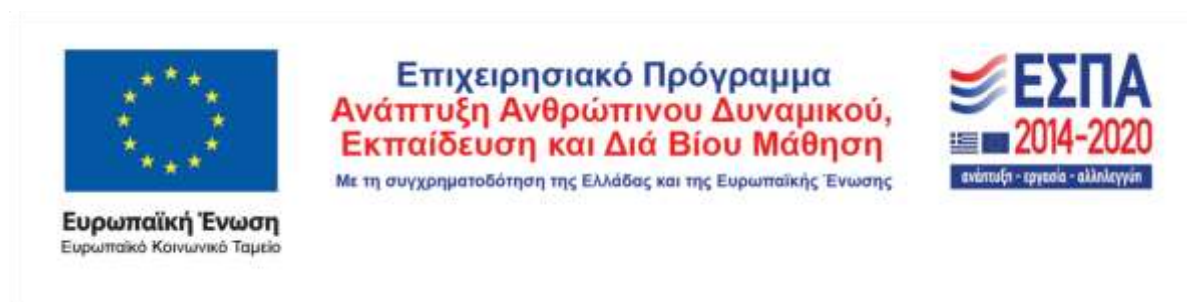 Επιχειρησιακό Πρόγραμμα
Ανάπτυξη Ανθρώπινου Δυναμικού,
Εκπαίδευση και Διά Βίου Μάθηση
Με τη συγχρηματοδότηση της Ελλάδας και της Ευρωπαϊκής Ένωσης
Ευρωπαϊκή Ένωση
Ευρωπαϊκό Κοινωνικό Ταμείο
ΕΣΠΑ
2014-2020
ανάπτυξη - εργασία - αλληλεγγύη